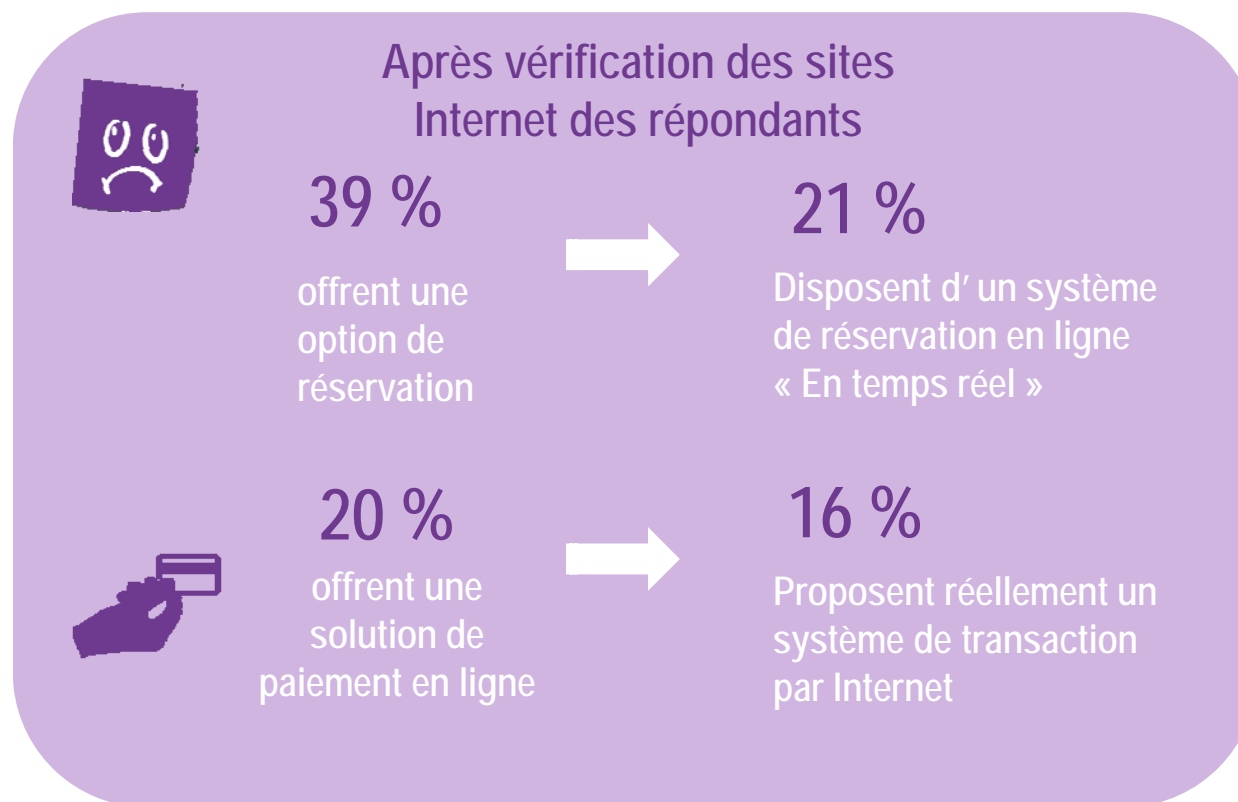 Après vérification des sites
Internet des répondants
39 %
offrent une
option de
réservation
21 %
Disposent d’ un système
de réservation en ligne
« En temps réel »
20 %
offrent une
solution de
paiement en ligne
16 %
Proposent réellement un
système de transaction
par Internet